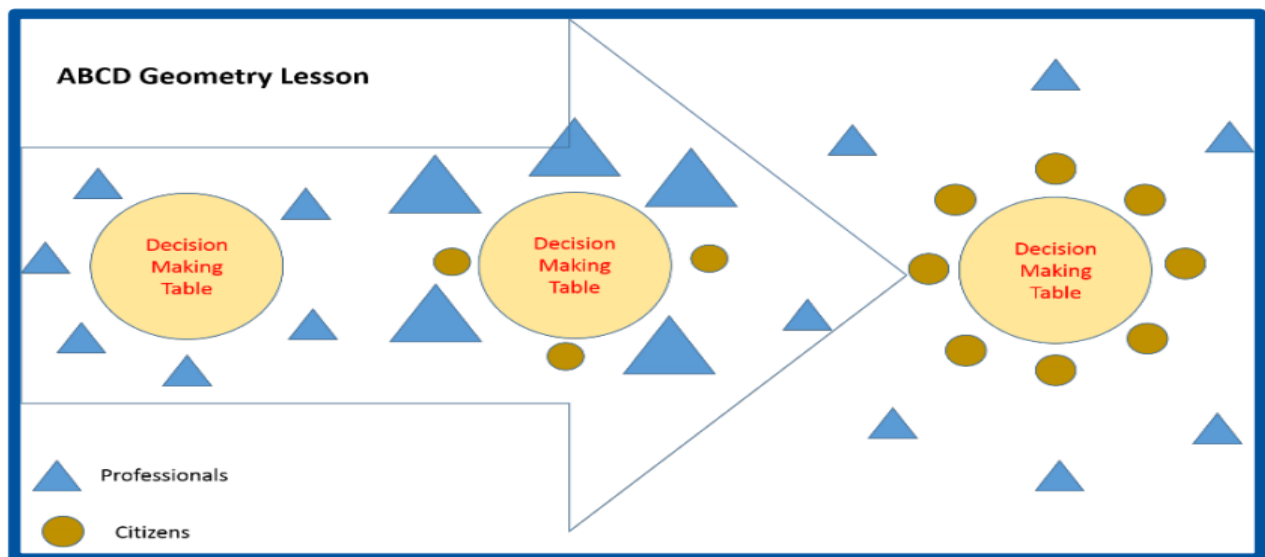 ABCD Geometry Lesson
Decision
Making
Table
Decision
Making
Table
Decision
Making
Table
Professionals
Citizens